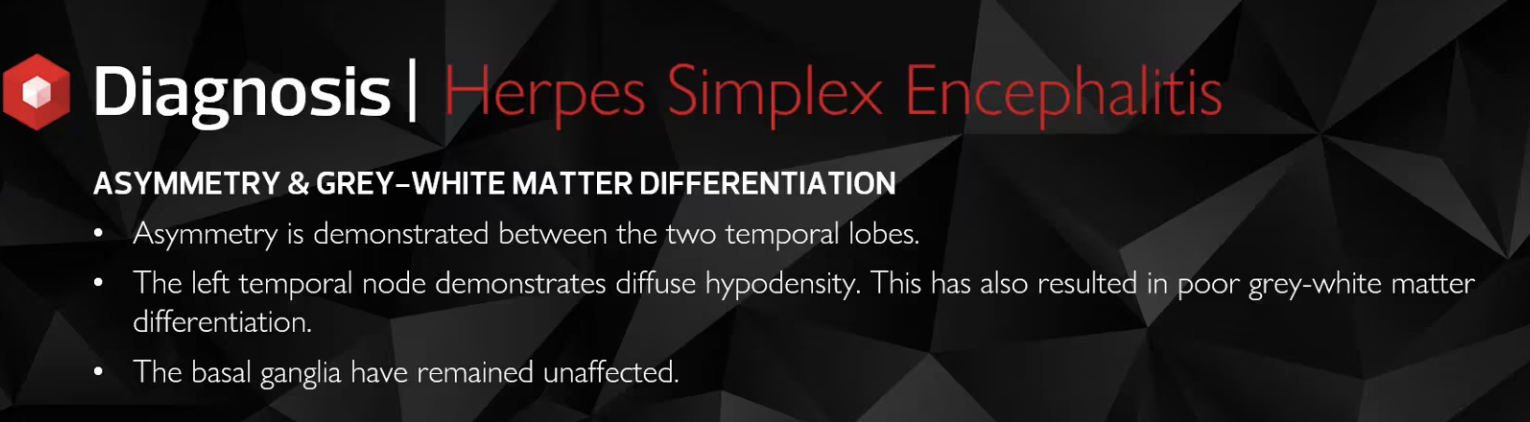 Diagnosis| Herpes Simplex Encephalitis
ASYMMETRY & GREY-WHITE MATTER DIFFERENTIATION
• Asymmetry is demonstrated between the two temporal lobes.
• The left temporal node demonstrates diffuse hypodensity. This has also resulted in poor grey-white matter
differentiation.
• The basal ganglia have remained unaffected.